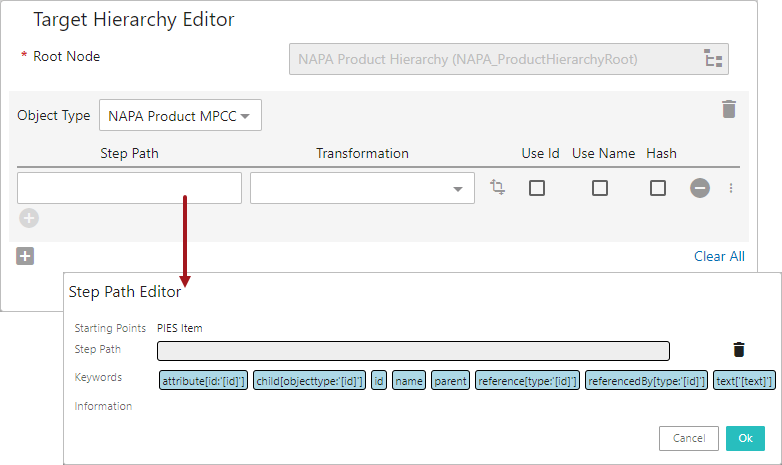 Target Hierarchy Editor
* Root Node
NAPA Product Hierarchy (NAPA_ProductHierarchyRoot)
Object Type
NAPA Product MPCC
Step Path Transformation Use Id Use Name Hash
Clear All
Step Path Editor
Starting Points PIES Item
Step Path
Keywords attribute[id:'[id]'] child[objecttype:'[id]'] id name parent reference[type:'[id]'] referencedBy[type:'[id]'] text['[text]']
Information
Cancel Ok